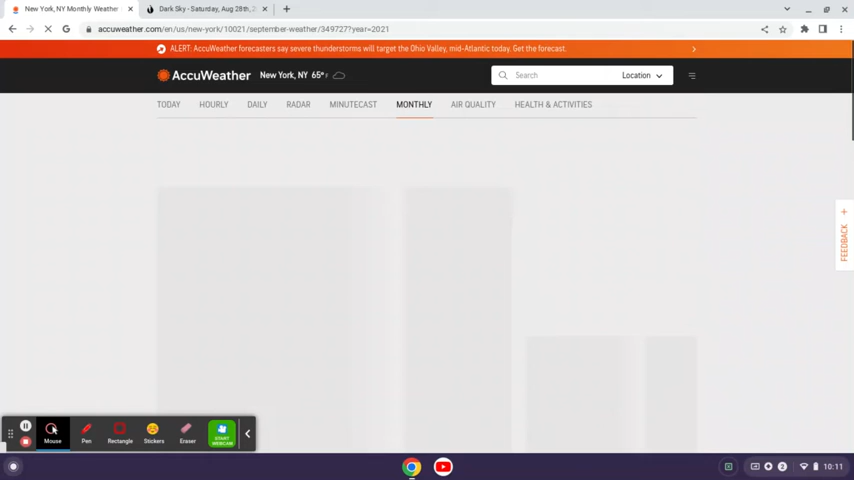 New York, NY Monthly Weather
Dark Sky - Saturday, Aug 28th, 2
accuweather.com/en/us/new-york/10021/september-weather/349727?year=2021
ALERT: AccuWeather forecasters say severe thunderstorms will target the Ohio Valley, mid-Atlantic today. Get the forecast.
AccuWeather New York, NY 65°F Search Location
TODAY HOURLY DAILY RADAR MINUTECAST MONTHLY AIR QUALITY HEALTH & ACTIVITIES
FEEDBACK
START
WEBCAM
Mouse Pen Rectangle Stickers Eraser
2 10:11